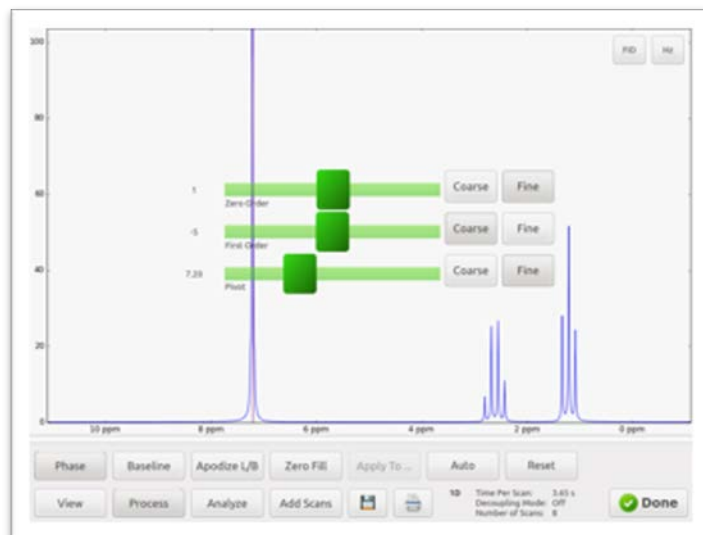 100
FID Hz
80
60
1 Coarse Fine
Zero Order
-5 Coarse Fine
First Order
40
7.28 Coarse Fine
Pivot
20
0
10 ppm 8 ppm 6 ppm 4 ppm 2 ppm 0 ppm
Phase Baseline Apodize L/B Zero Fill Apply To ... Auto Reset
View Process Analyze Add Scans 1D Time Per Scan: 3.65 s
Decoupling Mode: Off
Number of Scans: 8
Done